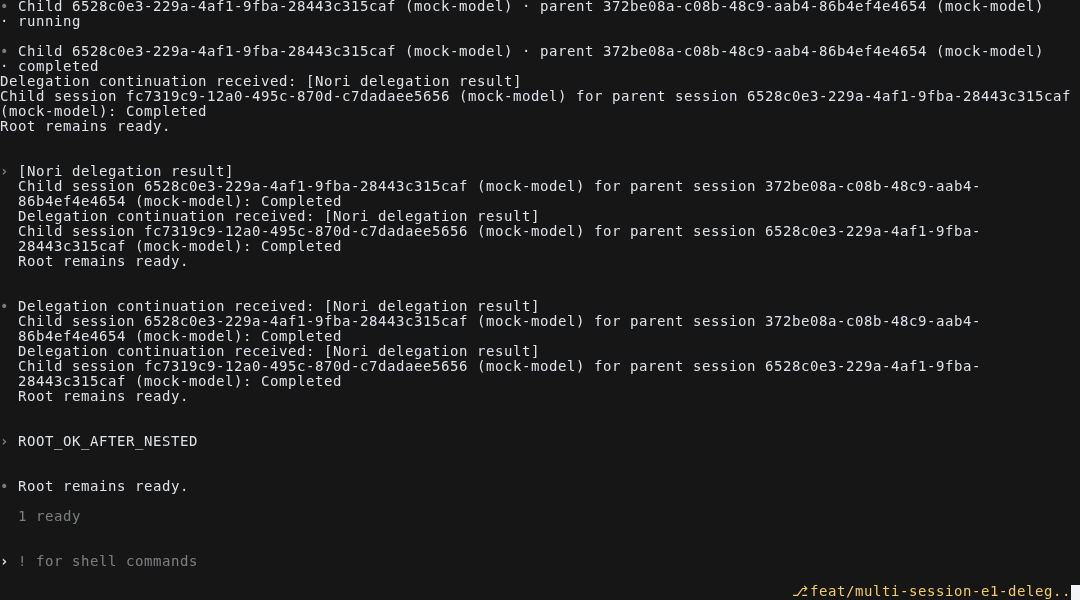 • Child 6528c0e3-229a-4af1-9fba-28443c315caf (mock-model) · parent 372be08a-c08b-48c9-aab4-86b4ef4e4654 (mock-model)
· running
• Child 6528c0e3-229a-4af1-9fba-28443c315caf (mock-model) · parent 372be08a-c08b-48c9-aab4-86b4ef4e4654 (mock-model)
· completed
Delegation continuation received: [Nori delegation result]
Child session fc7319c9-12a0-495c-870d-c7dadaee5656 (mock-model) for parent session 6528c0e3-229a-4af1-9fba-28443c315caf
(mock-model): Completed
Root remains ready.
› [Nori delegation result]
Child session 6528c0e3-229a-4af1-9fba-28443c315caf (mock-model) for parent session 372be08a-c08b-48c9-aab4-
86b4ef4e4654 (mock-model): Completed
Delegation continuation received: [Nori delegation result]
Child session fc7319c9-12a0-495c-870d-c7dadaee5656 (mock-model) for parent session 6528c0e3-229a-4af1-9fba-
28443c315caf (mock-model): Completed
Root remains ready.
• Delegation continuation received: [Nori delegation result]
Child session 6528c0e3-229a-4af1-9fba-28443c315caf (mock-model) for parent session 372be08a-c08b-48c9-aab4-
86b4ef4e4654 (mock-model): Completed
Delegation continuation received: [Nori delegation result]
Child session fc7319c9-12a0-495c-870d-c7dadaee5656 (mock-model) for parent session 6528c0e3-229a-4af1-9fba-
28443c315caf (mock-model): Completed
Root remains ready.
› ROOT_OK_AFTER_NESTED
• Root remains ready.
1 ready
› ! for shell commands
⎇feat/multi-session-e1-deleg..